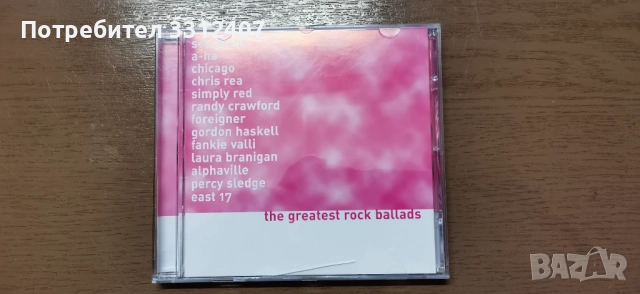 Потребител 3312407
a-ha
chicago
chris rea
simply red
randy crawford
foreigner
gordon haskell
fankie valli
laura branigan
alphaville
percy sledge
east 17
the greatest rock ballads
BAZAR